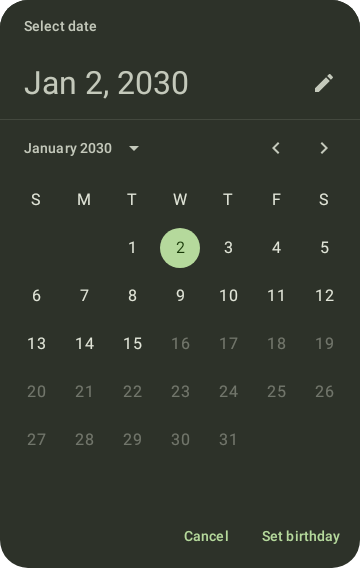 Select date
Jan 2, 2030
January 2030
S M T W T F S
1 2 3 4 5
6 7 8 9 10 11 12
13 14 15 16 17 18 19
20 21 22 23 24 25 26
27 28 29 30 31
Cancel Set birthday